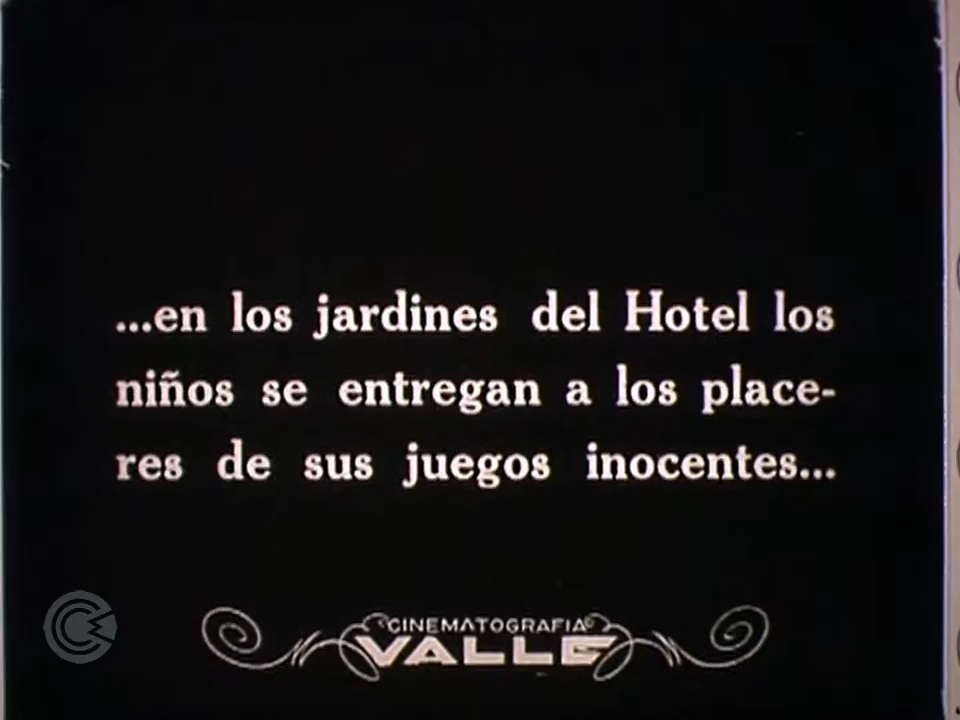 ...en los jardines del Hotel los
niños se entregan a los place-
res de sus juegos inocentes...
CINEMATOGRAFIA
VALLE